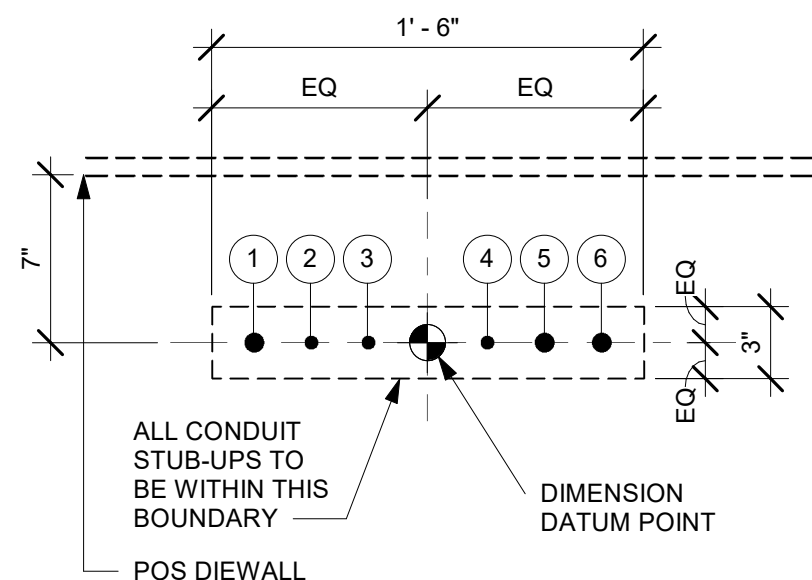 1' - 6"
EQ
EQ
7"
1
2
3
4
5
6
EQ
3"
EQ
ALL CONDUIT
STUB-UPS TO
BE WITHIN THIS
BOUNDARY
DIMENSION
DATUM POINT
POS DIEWALL